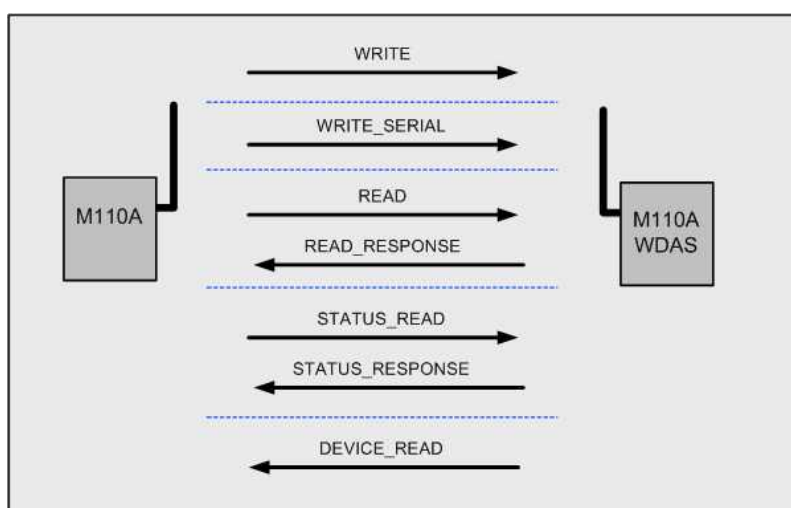 WRITE
WRITE_SERIAL
M110A
READ
READ_RESPONSE
M110A
WDAS
STATUS_READ
STATUS_RESPONSE
DEVICE_READ